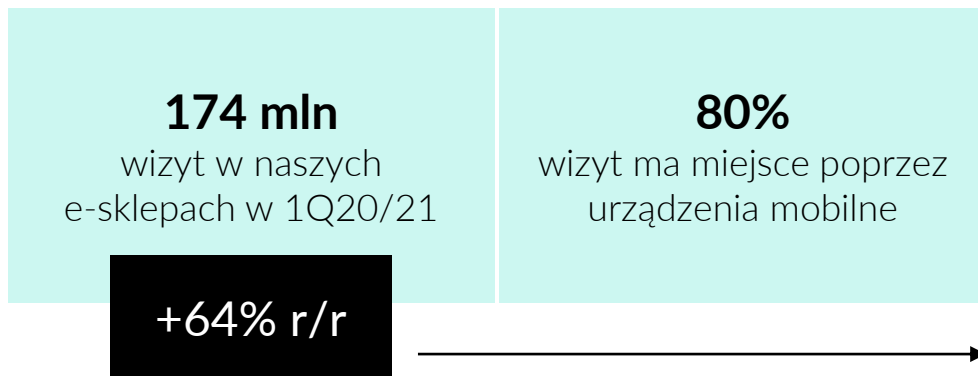 174 mln
wizyt w naszych
e-sklepach w 1Q20/21
80%
wizyt ma miejsce poprzez
urządzenia mobilne
+64% r/r